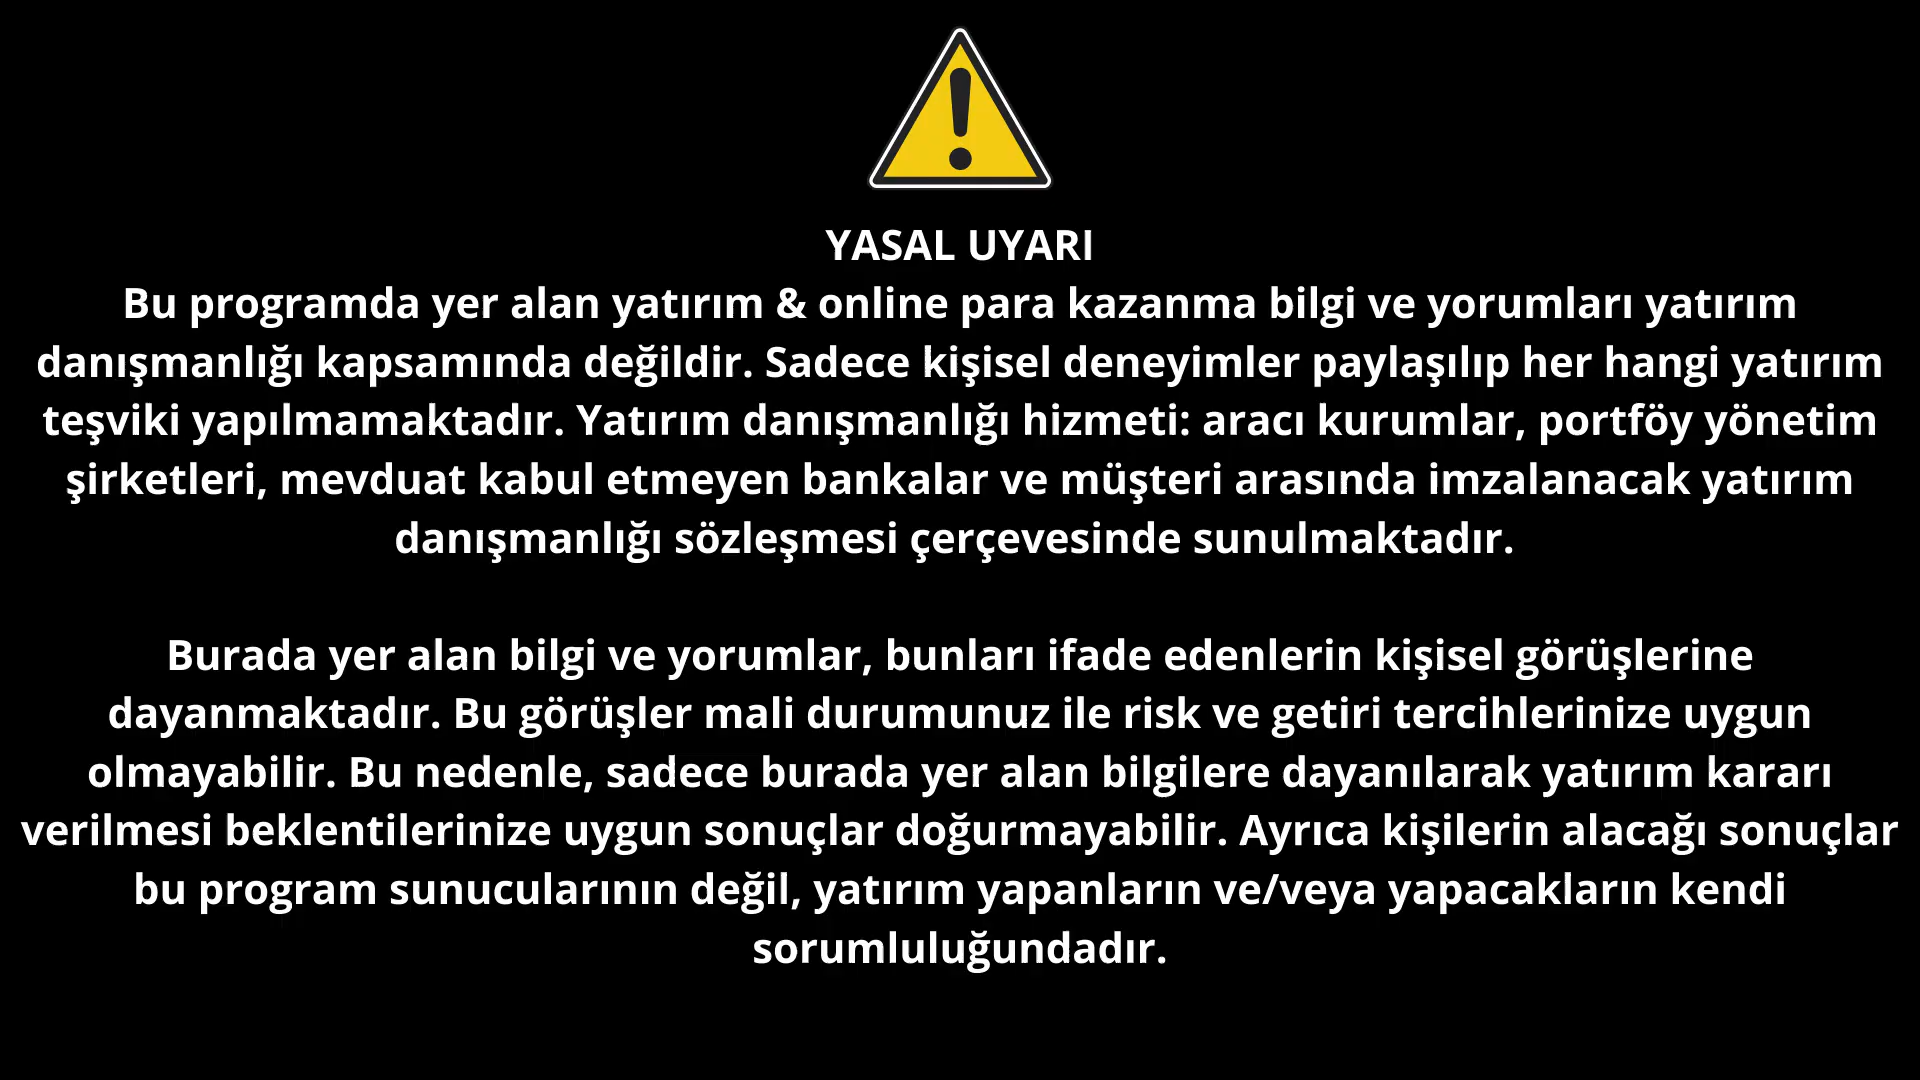 YASAL UYARI
Bu programda yer alan yatırım & online para kazanma bilgi ve yorumları yatırım
danışmanlığı kapsamında değildir. Sadece kişisel deneyimler paylaşılıp her hangi yatırım
teşviki yapılmamaktadır. Yatırım danışmanlığı hizmeti: aracı kurumlar, portföy yönetim
şirketleri, mevduat kabul etmeyen bankalar ve müşteri arasında imzalanacak yatırım
danışmanlığı sözleşmesi çerçevesinde sunulmaktadır.
Burada yer alan bilgi ve yorumlar, bunları ifade edenlerin kişisel görüşlerine
dayanmaktadır. Bu görüşler mali durumunuz ile risk ve getiri tercihlerinize uygun
olmayabilir. Bu nedenle, sadece burada yer alan bilgilere dayanılarak yatırım kararı
verilmesi beklentilerinize uygun sonuçlar doğurmayabilir. Ayrıca kişilerin alacağı sonuçlar
bu program sunucularının değil, yatırım yapanların ve/veya yapacakların kendi
sorumluluğundadır.